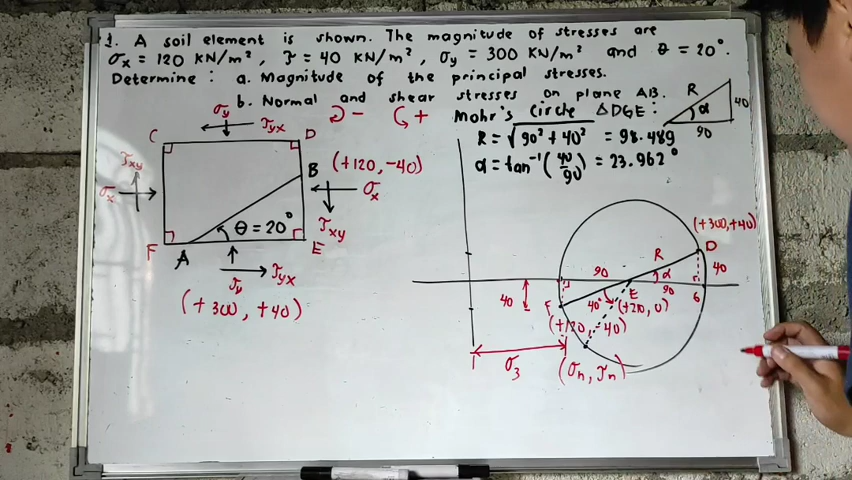 1. A soil element is shown. The magnitude of stresses are
σx = 120 KN/m², τ = 40 KN/m², σy = 300 KN/m² and θ = 20°.
Determine: a. Magnitude of the principal stresses.
b. Normal and shear stresses on plane AB.
Mohr's Circle ΔDGE:
R = √90² + 40² = 98.489
α = tan⁻¹(40/90) = 23.962°
R
α
40
90
σy
τyx
−
+
C
D
τxy
B
(+120, −40)
σx
σx
θ = 20°
τxy
F
A
E
σy
τyx
(+300, +40)
(+300, +40)
D
R
90
α
40
E
90
G
40
F
40°
(+210, 0)
(+120, −40)
σ3
(σn, τn)